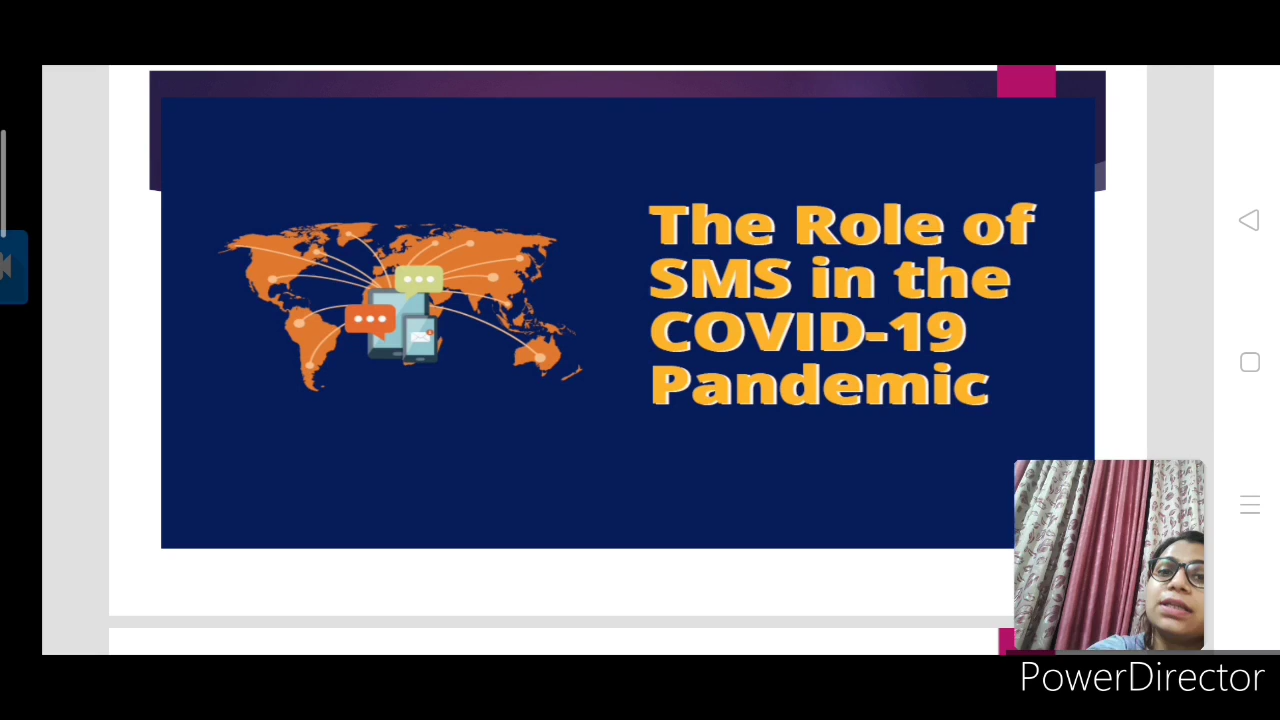 The Role of
SMS in the
COVID-19
Pandemic
PowerDirector